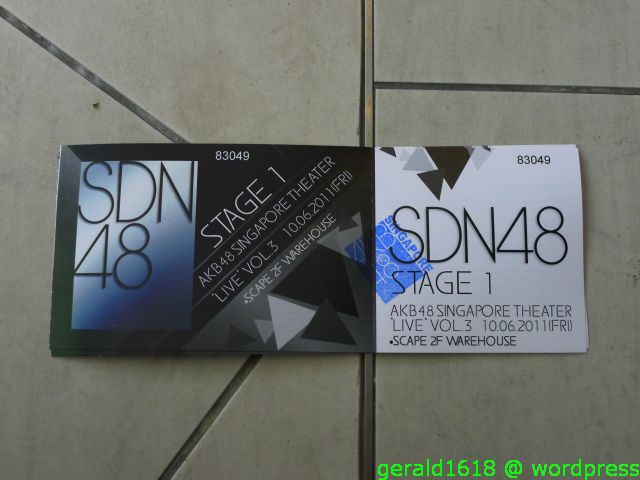 SDN
48
83049
STAGE 1
AKB48 SINGAPORE THEATER
'LIVE' VOL.3 10.06.2011(FRI)
•SCAPE 2F WAREHOUSE
83049
SINGAPORE
SDN48
STAGE 1
AKB48 SINGAPORE THEATER
'LIVE' VOL.3 10.06.2011(FRI)
•SCAPE 2F WAREHOUSE
gerald1618 @ wordpress